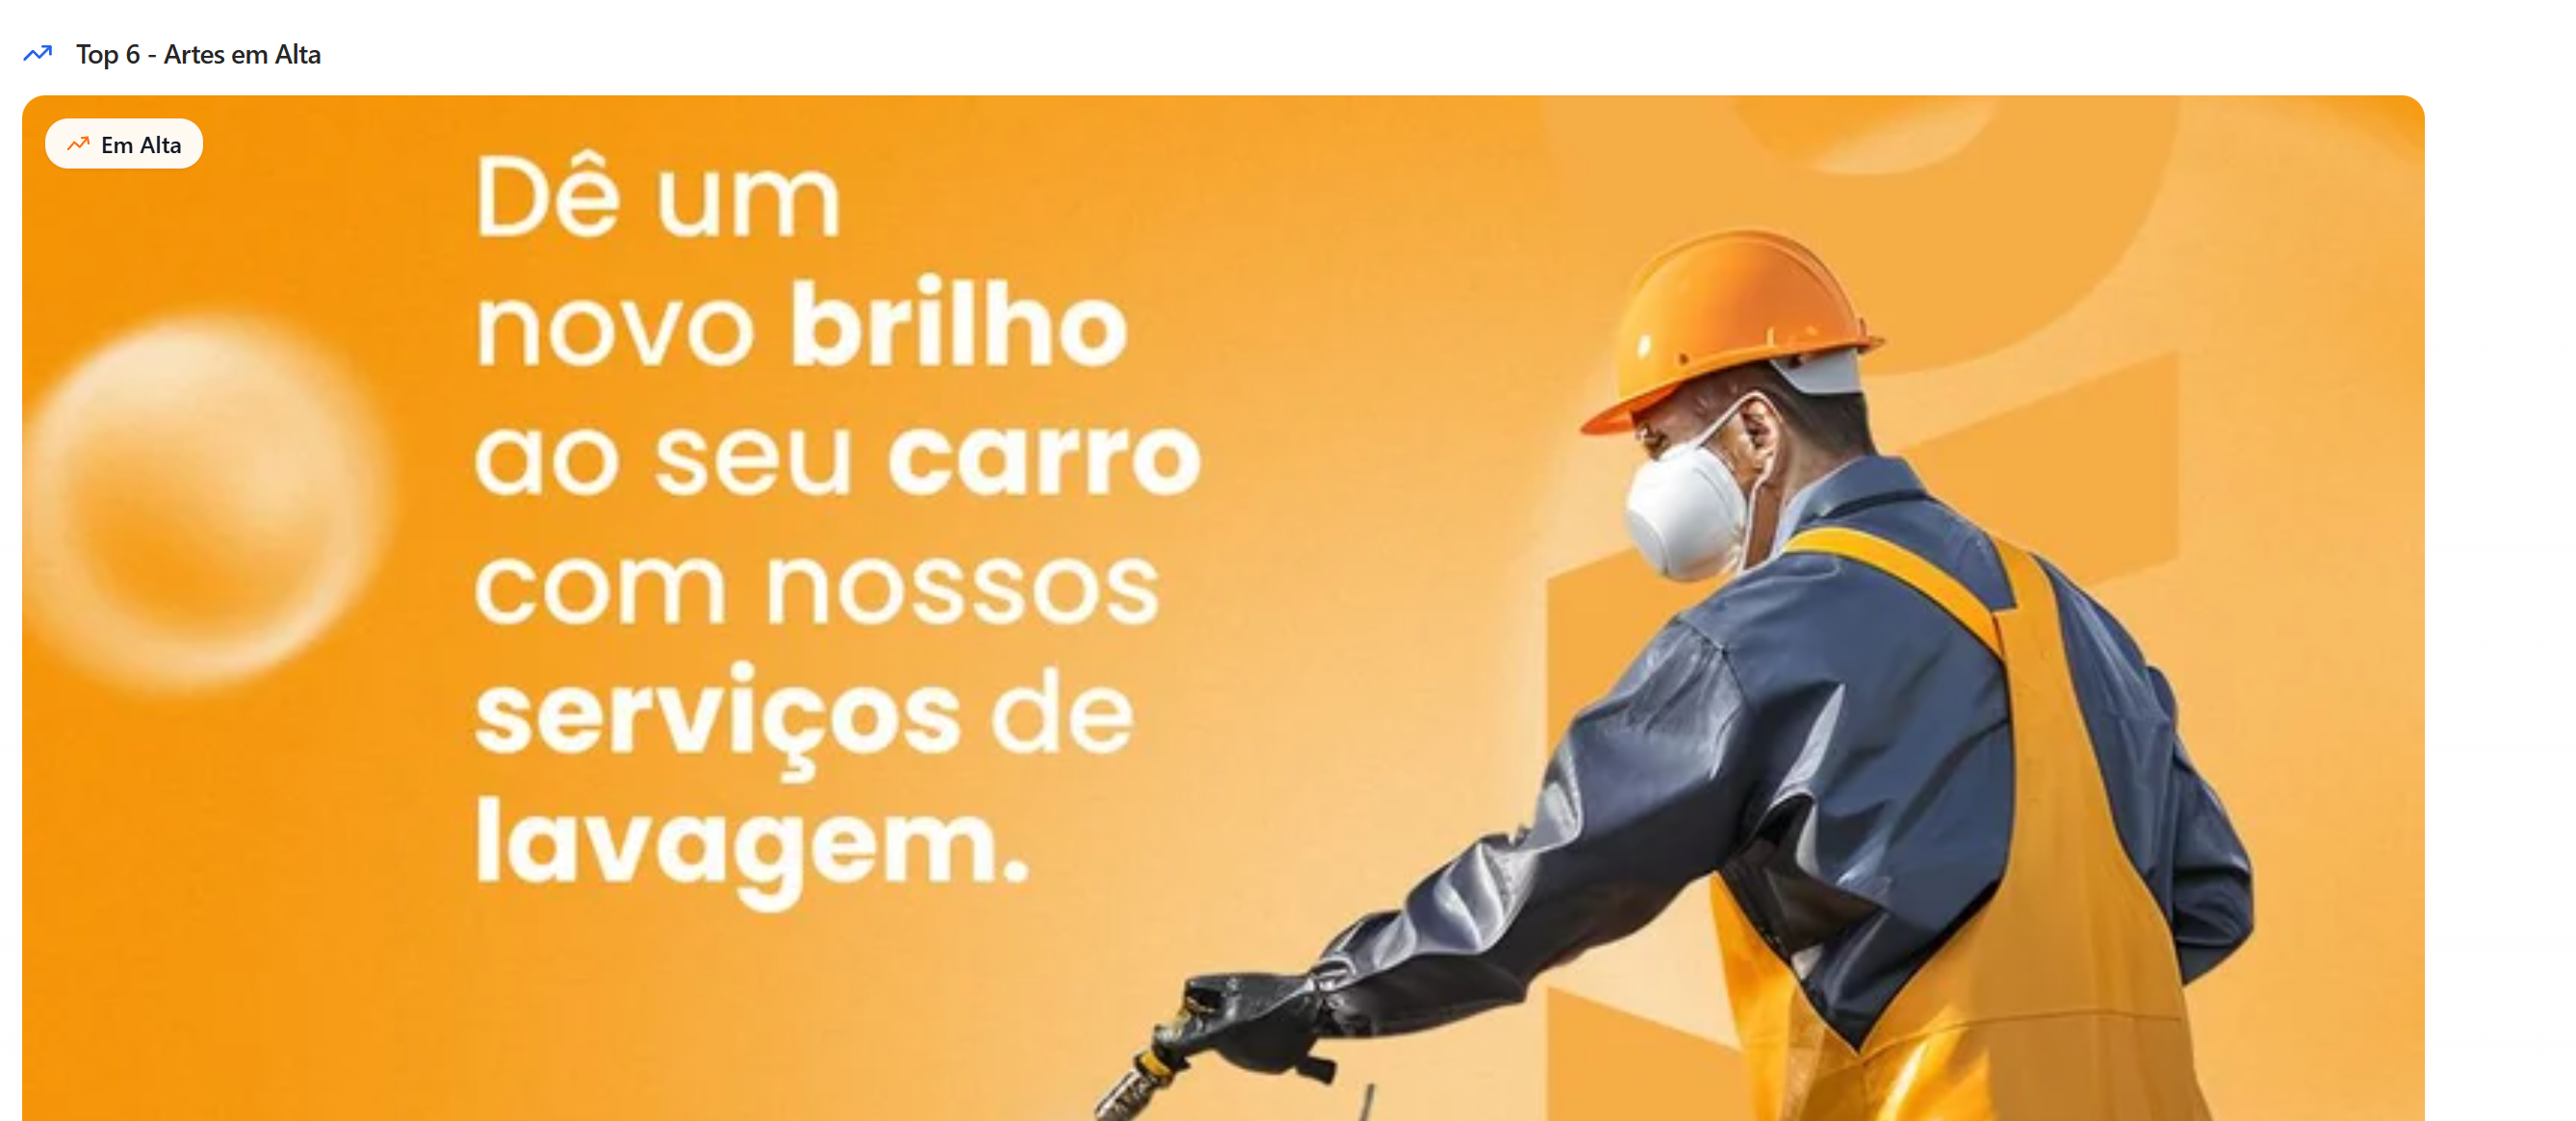 Top 6 - Artes em Alta
Em Alta
Dê um
novo brilho
ao seu carro
com nossos
serviços de
lavagem.